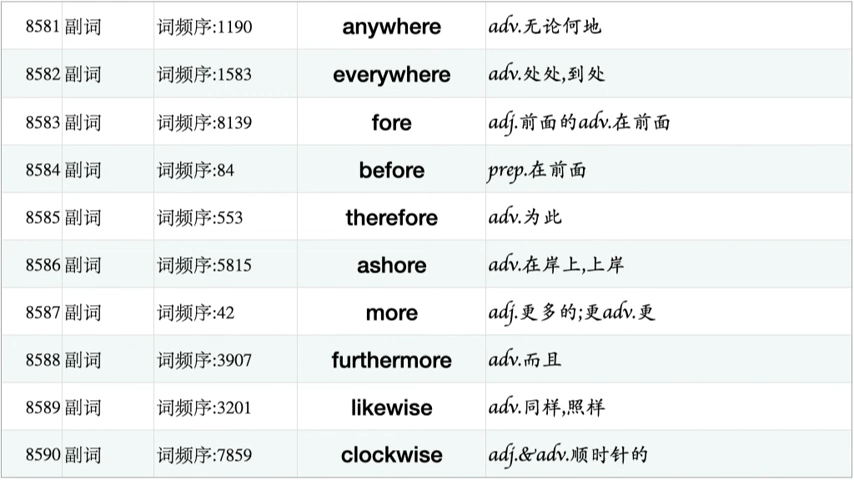 8581 副词 词频序:1190 anywhere adv.无论何地
8582 副词 词频序:1583 everywhere adv.处处,到处
8583 副词 词频序:8139 fore adj.前面的adv.在前面
8584 副词 词频序:84 before prep.在前面
8585 副词 词频序:553 therefore adv.为此
8586 副词 词频序:5815 ashore adv.在岸上,上岸
8587 副词 词频序:42 more adj.更多的;更adv.更
8588 副词 词频序:3907 furthermore adv.而且
8589 副词 词频序:3201 likewise adv.同样,照样
8590 副词 词频序:7859 clockwise adj.&adv.顺时针的